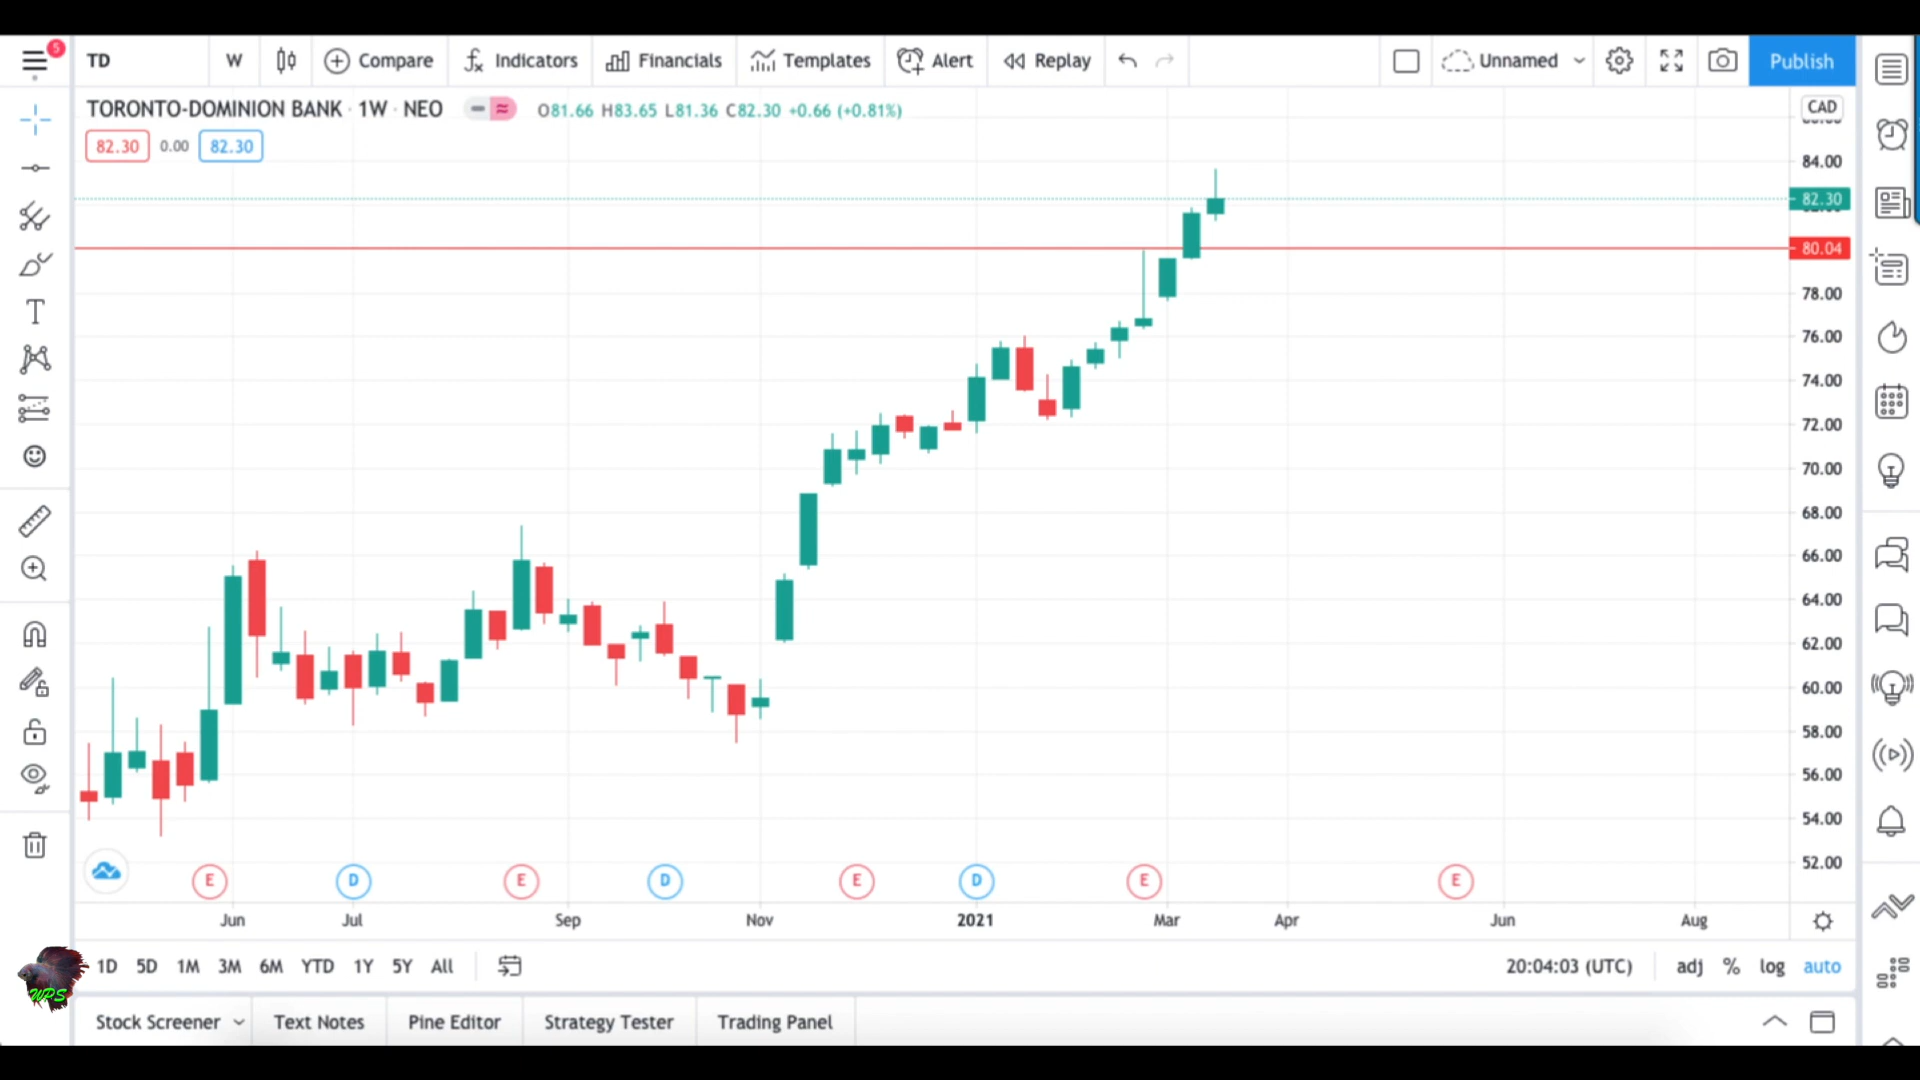 5
TD W Compare Indicators Financials Templates Alert Replay Unnamed Publish
TORONTO-DOMINION BANK · 1W · NEO O81.66 H83.65 L81.36 C82.30 +0.66 (+0.81%)
CAD
82.30 0.00 82.30
84.00
82.30
80.04
78.00
76.00
74.00
72.00
70.00
68.00
66.00
64.00
62.00
60.00
58.00
56.00
54.00
52.00
E D E D E D E E
Jun Jul Sep Nov 2021 Mar Apr Jun Aug
1D 5D 1M 3M 6M YTD 1Y 5Y All 20:04:03 (UTC) adj % log auto
WPS
Stock Screener Text Notes Pine Editor Strategy Tester Trading Panel